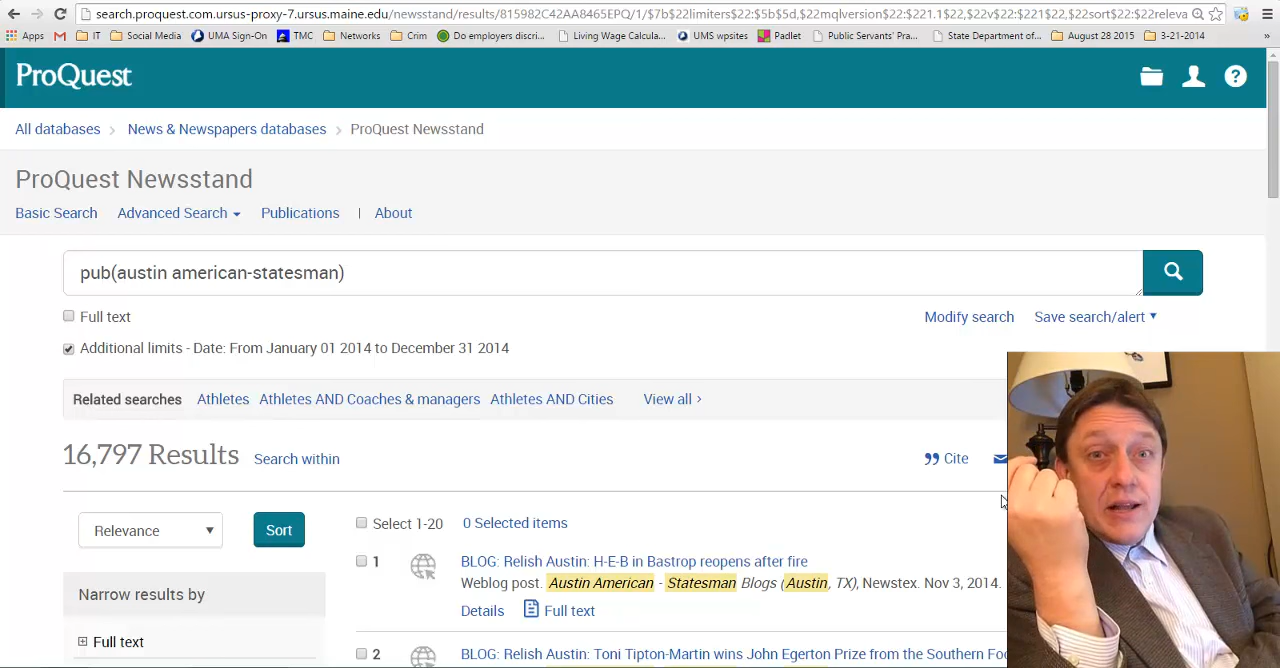 search.proquest.com.ursus-proxy-7.ursus.maine.edu/newsstand/results/815982C42AA8465EPQ/1/$7b$22limiters$22:$5b$5d,$22mqlversion$22:$221.1$22,$22v$22:$221$22,$22sort$22:$22releva
Apps IT Social Media UMA Sign-On TMC Networks Crim Do employers discri... Living Wage Calcula... UMS wpsites Padlet Public Servants' Pra... State Department of... August 28 2015 3-21-2014 »
ProQuest
All databases > News & Newspapers databases > ProQuest Newsstand
ProQuest Newsstand
Basic Search Advanced Search Publications | About
pub(austin american-statesman)
Full text
Modify search Save search/alert
Additional limits - Date: From January 01 2014 to December 31 2014
Related searches Athletes Athletes AND Coaches & managers Athletes AND Cities View all >
16,797 Results Search within
Cite
Relevance Sort
Select 1-20 0 Selected items
1 BLOG: Relish Austin: H-E-B in Bastrop reopens after fire
Weblog post. Austin American - Statesman Blogs (Austin, TX), Newstex. Nov 3, 2014.
Details Full text
Narrow results by
Full text
2 BLOG: Relish Austin: Toni Tipton-Martin wins John Egerton Prize from the Southern Foo